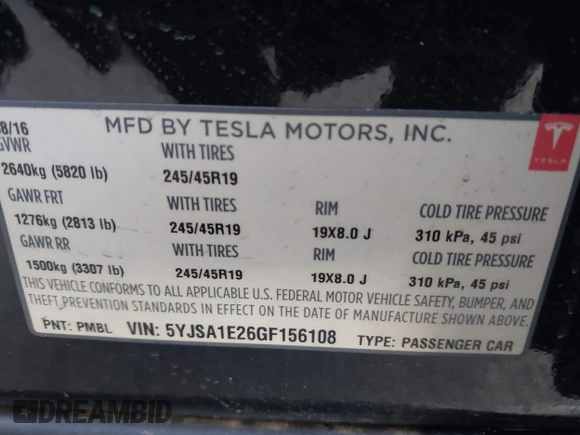 8/16 MFD BY TESLA MOTORS, INC.
GVWR WITH TIRES TESLA
2640kg (5820 lb) 245/45R19
GAWR FRT WITH TIRES RIM COLD TIRE PRESSURE
1276kg (2813 lb) 245/45R19 19X8.0 J 310 kPa, 45 psi
GAWR RR WITH TIRES RIM COLD TIRE PRESSURE
1500kg (3307 lb) 245/45R19 19X8.0 J 310 kPa, 45 psi
THIS VEHICLE CONFORMS TO ALL APPLICABLE U.S. FEDERAL MOTOR VEHICLE SAFETY, BUMPER, AND
THEFT PREVENTION STANDARDS IN EFFECT ON THE DATE OF MANUFACTURE SHOWN ABOVE.
PNT: PMBL VIN: 5YJSA1E26GF156108 TYPE: PASSENGER CAR
DREAMBID